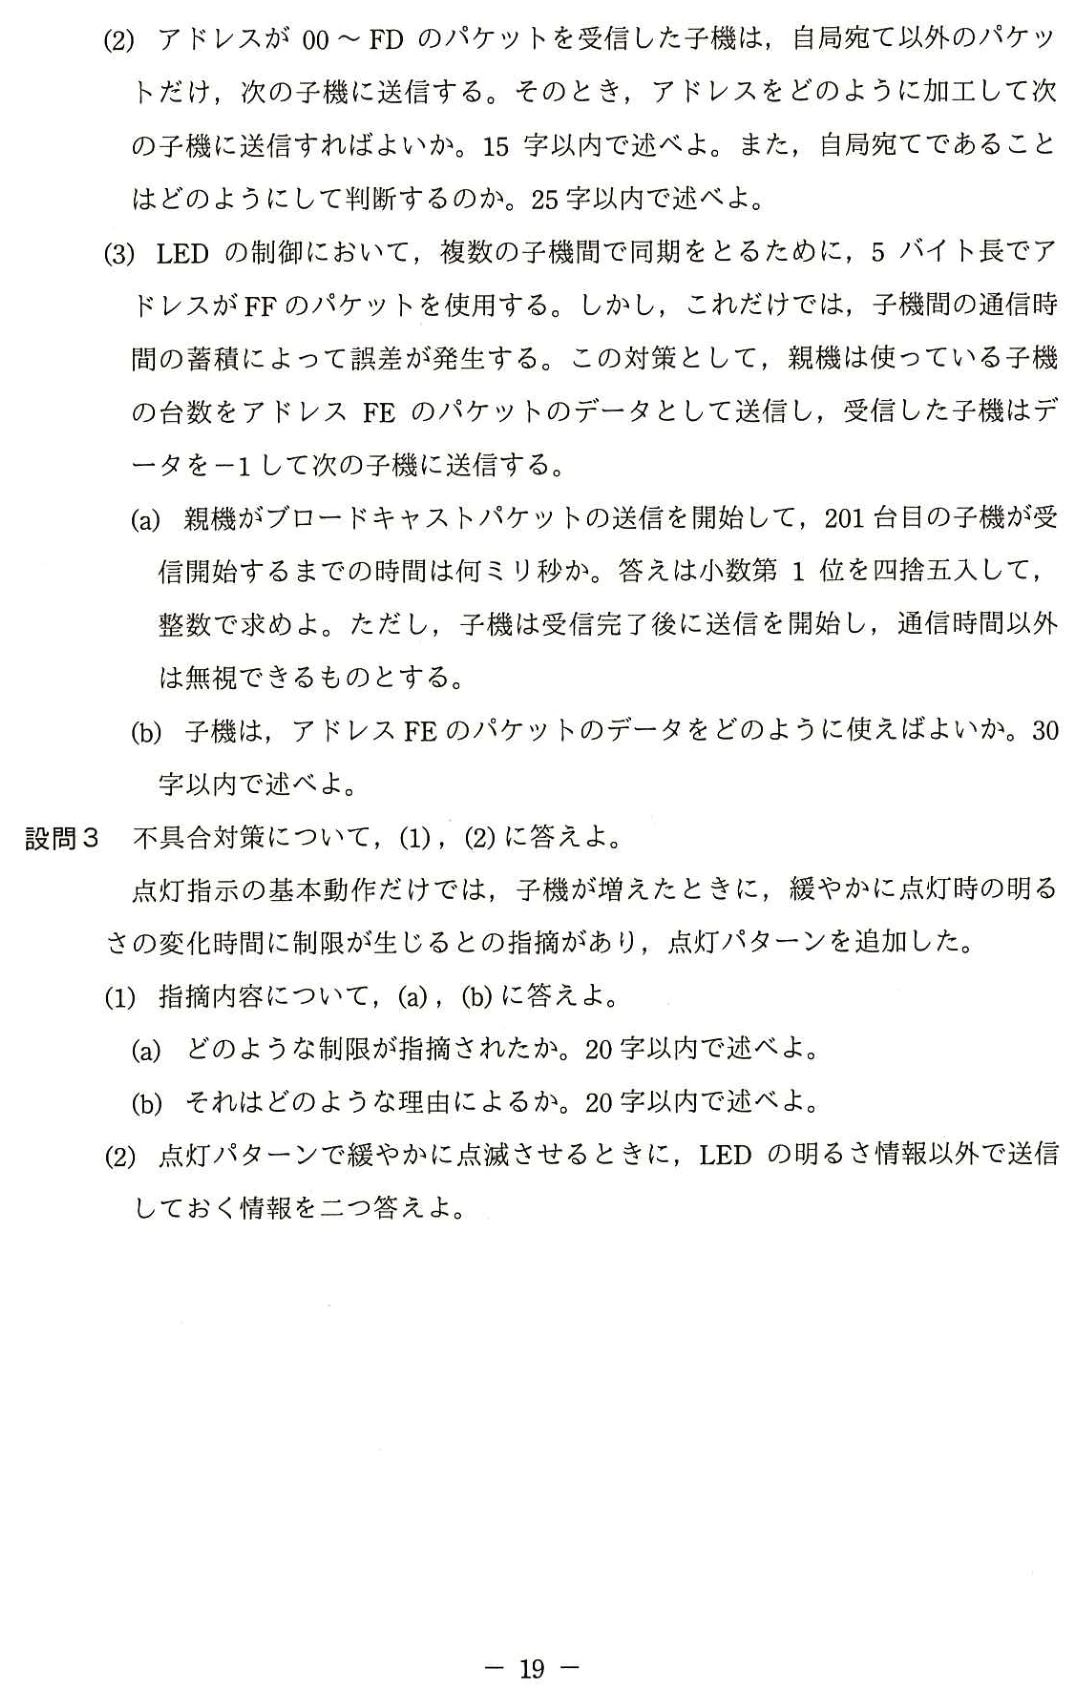 (2) アドレスが 00 ～ FD のパケットを受信した子機は，自局宛て以外のパケッ
トだけ，次の子機に送信する。そのとき，アドレスをどのように加工して次
の子機に送信すればよいか。15 字以内で述べよ。また，自局宛てであること
はどのようにして判断するのか。25 字以内で述べよ。
(3) LED の制御において，複数の子機間で同期をとるために，5 バイト長でア
ドレスが FF のパケットを使用する。しかし，これだけでは，子機間の通信時
間の蓄積によって誤差が発生する。この対策として，親機は使っている子機
の台数をアドレス FE のパケットのデータとして送信し，受信した子機はデ
ータを－1 して次の子機に送信する。
(a) 親機がブロードキャストパケットの送信を開始して，201 台目の子機が受
信開始するまでの時間は何ミリ秒か。答えは小数第 1 位を四捨五入して，
整数で求めよ。ただし，子機は受信完了後に送信を開始し，通信時間以外
は無視できるものとする。
(b) 子機は，アドレス FE のパケットのデータをどのように使えばよいか。30
字以内で述べよ。
設問３ 不具合対策について，(1)，(2) に答えよ。
点灯指示の基本動作だけでは，子機が増えたときに，緩やかに点灯時の明る
さの変化時間に制限が生じるとの指摘があり，点灯パターンを追加した。
(1) 指摘内容について，(a)，(b) に答えよ。
(a) どのような制限が指摘されたか。20 字以内で述べよ。
(b) それはどのような理由によるか。20 字以内で述べよ。
(2) 点灯パターンで緩やかに点滅させるときに，LED の明るさ情報以外で送信
しておく情報を二つ答えよ。
－ 19 －